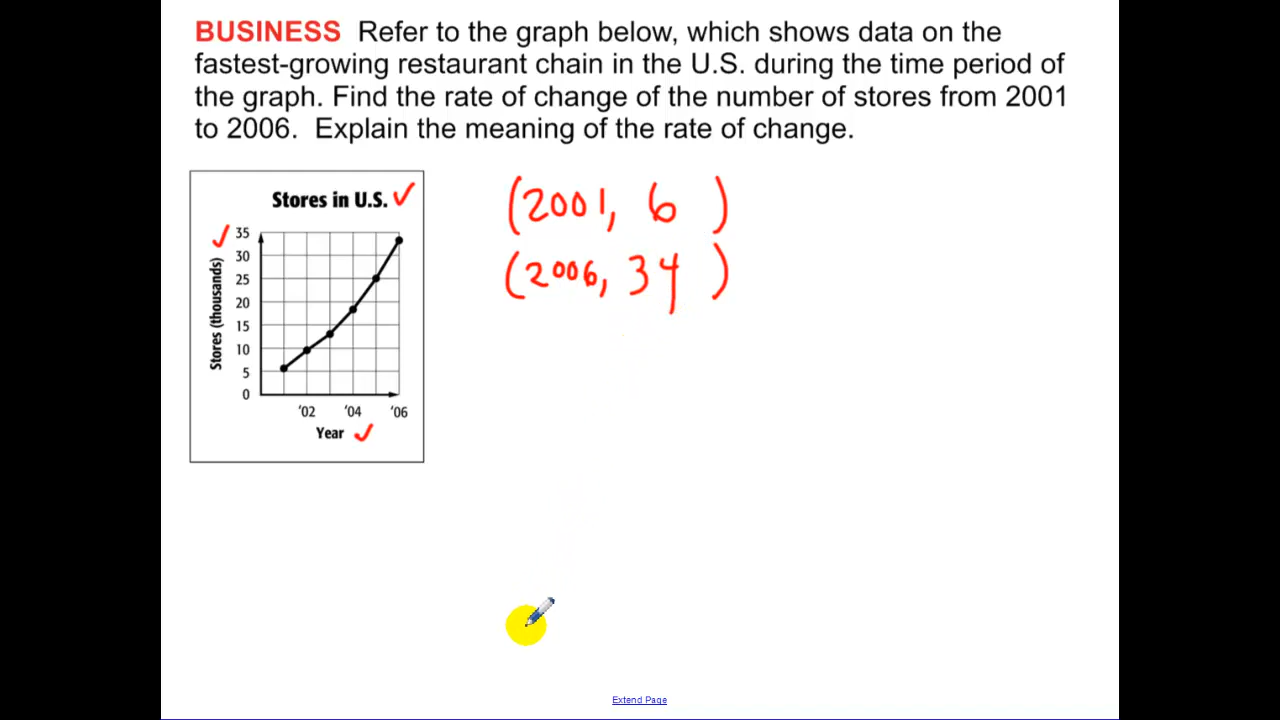 BUSINESS Refer to the graph below, which shows data on the
fastest-growing restaurant chain in the U.S. during the time period of
the graph. Find the rate of change of the number of stores from 2001
to 2006. Explain the meaning of the rate of change.
Stores in U.S.
Stores (thousands)
35
30
25
20
15
10
5
0
'02 '04 '06
Year
(2001, 6 )
(2006, 34 )
Extend Page